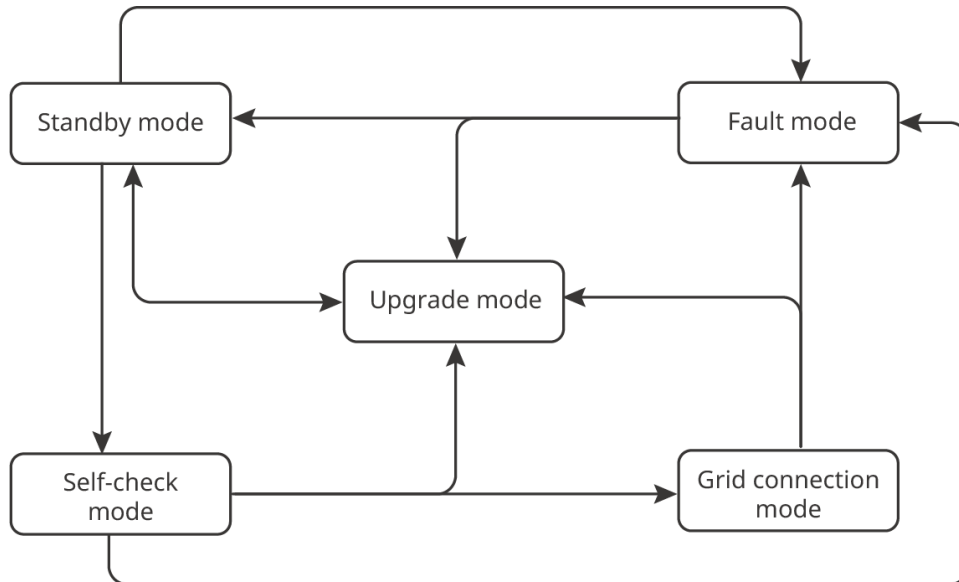 Standby mode
Fault mode
Upgrade mode
Self-check
mode
Grid connection
mode